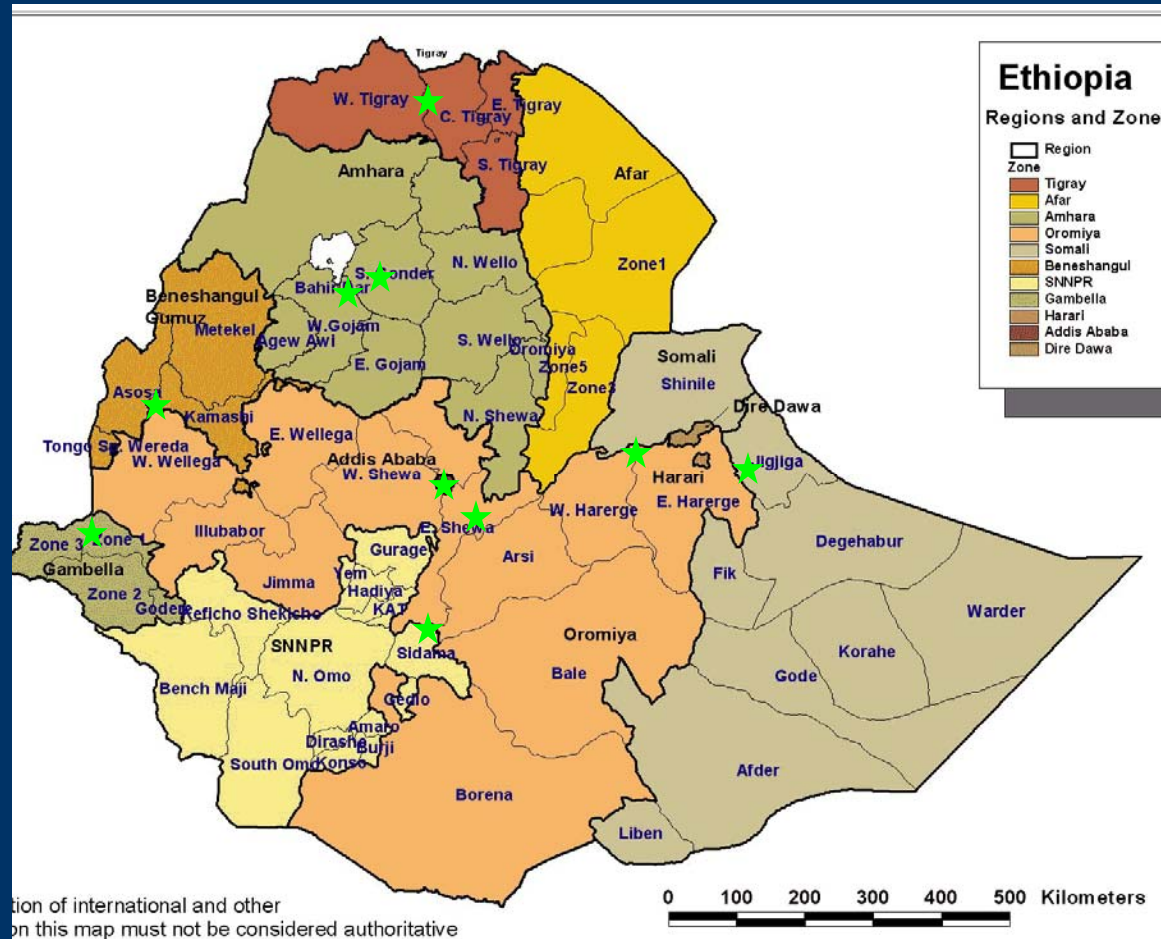 Tigray
W. Tigray
E. Tigray
C. Tigray
S. Tigray
Amhara
Afar
Zone1
N. Wello
S. Gonder
Bahirdar
Beneshangul
Gumuz
Metekel
W.Gojam
Agew Awi
E. Gojam
S. Wello
Oromiya
Zone5
Zone3
Somali
Shinile
Dire Dawa
Asosa
Kamashi
N. Shewa
E. Wellega
Tongo Sp. Wereda
W. Wellega
Addis Ababa
W. Shewa
Jigjiga
Harari
E. Harerge
W. Harerge
E. Shewa
Zone 3
Zone 1
Illubabor
Gurage
Arsi
Degehabur
Gambella
Yem
Fik
Zone 2
Jimma
Hadiya
Godere
KAT
Keficho Shekicho
Warder
Oromiya
SNNPR
Sidama
Korahe
N. Omo
Bale
Gode
Bench Maji
Gedio
Amaro
Dirashe
Burji
South Omo
Konso
Afder
Borena
Liben
Ethiopia
Regions and Zone
Region
Zone
Tigray
Afar
Amhara
Oromiya
Somali
Beneshangul
SNNPR
Gambella
Harari
Addis Ababa
Dire Dawa
0 100 200 300 400 500 Kilometers
tion of international and other
on this map must not be considered authoritative